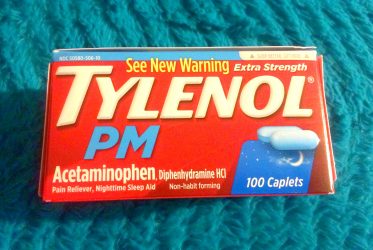 See New Warning Extra Strength
TYLENOL®
PM
Acetaminophen, Diphenhydramine HCl
Pain Reliever, Nighttime Sleep Aid Non-habit forming
100 Caplets